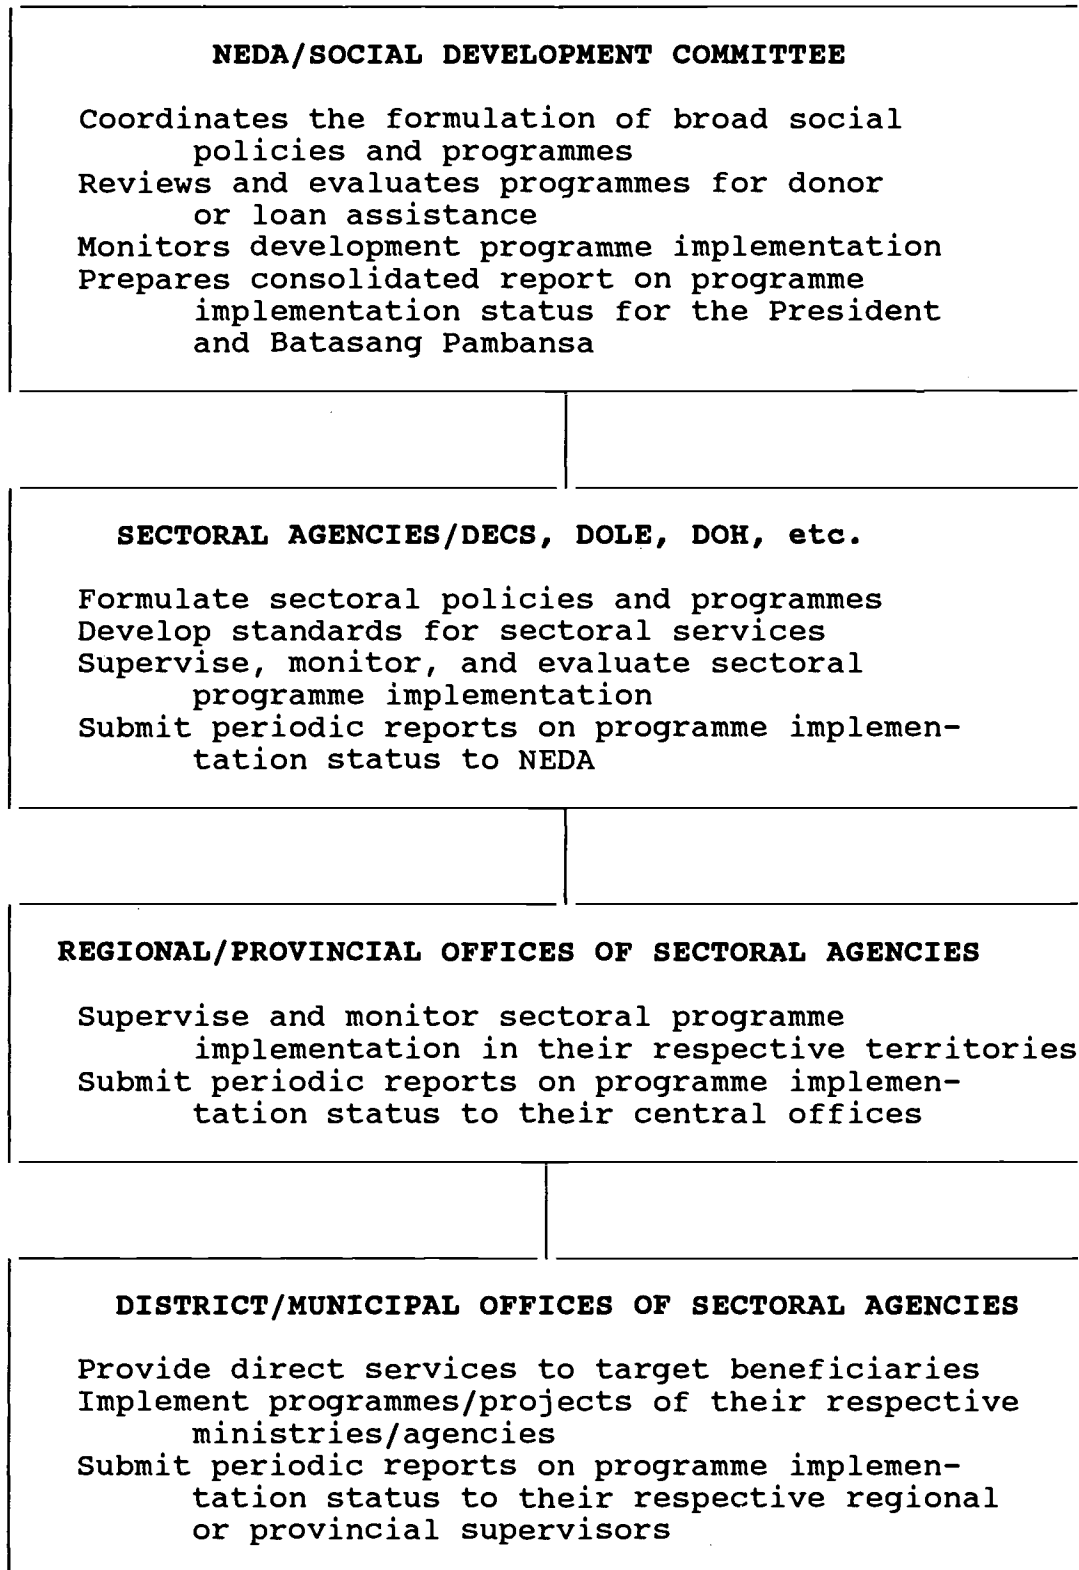 NEDA/SOCIAL DEVELOPMENT COMMITTEE
Coordinates the formulation of broad social
policies and programmes
Reviews and evaluates programmes for donor
or loan assistance
Monitors development programme implementation
Prepares consolidated report on programme
implementation status for the President
and Batasang Pambansa
SECTORAL AGENCIES/DECS, DOLE, DOH, etc.
Formulate sectoral policies and programmes
Develop standards for sectoral services
Supervise, monitor, and evaluate sectoral
programme implementation
Submit periodic reports on programme implemen-
tation status to NEDA
REGIONAL/PROVINCIAL OFFICES OF SECTORAL AGENCIES
Supervise and monitor sectoral programme
implementation in their respective territories
Submit periodic reports on programme implemen-
tation status to their central offices
DISTRICT/MUNICIPAL OFFICES OF SECTORAL AGENCIES
Provide direct services to target beneficiaries
Implement programmes/projects of their respective
ministries/agencies
Submit periodic reports on programme implemen-
tation status to their respective regional
or provincial supervisors